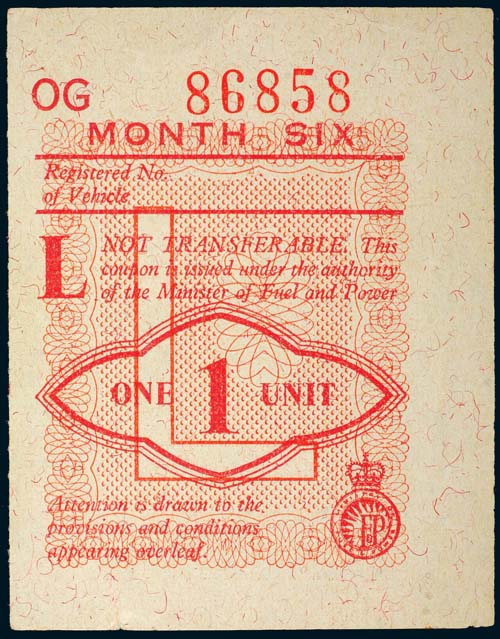 OG 86858
MONTH SIX
Registered No.
of Vehicle
L
NOT TRANSFERABLE. This
coupon is issued under the authority
of the Minister of Fuel and Power
ONE 1 UNIT
Attention is drawn to the
provisions and conditions
appearing overleaf.